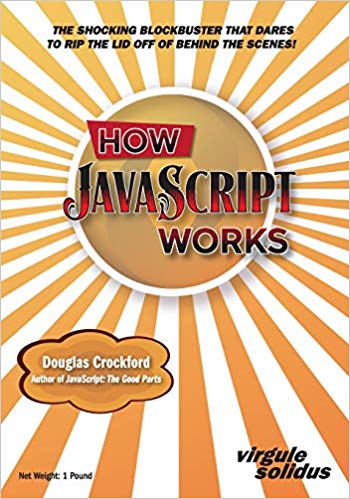 THE SHOCKING BLOCKBUSTER THAT DARES
TO RIP THE LID OFF OF BEHIND THE SCENES!
HOW
JAVASCRIPT
WORKS
Douglas Crockford
Author of JavaScript: The Good Parts
virgule
solidus
Net Weight: 1 Pound